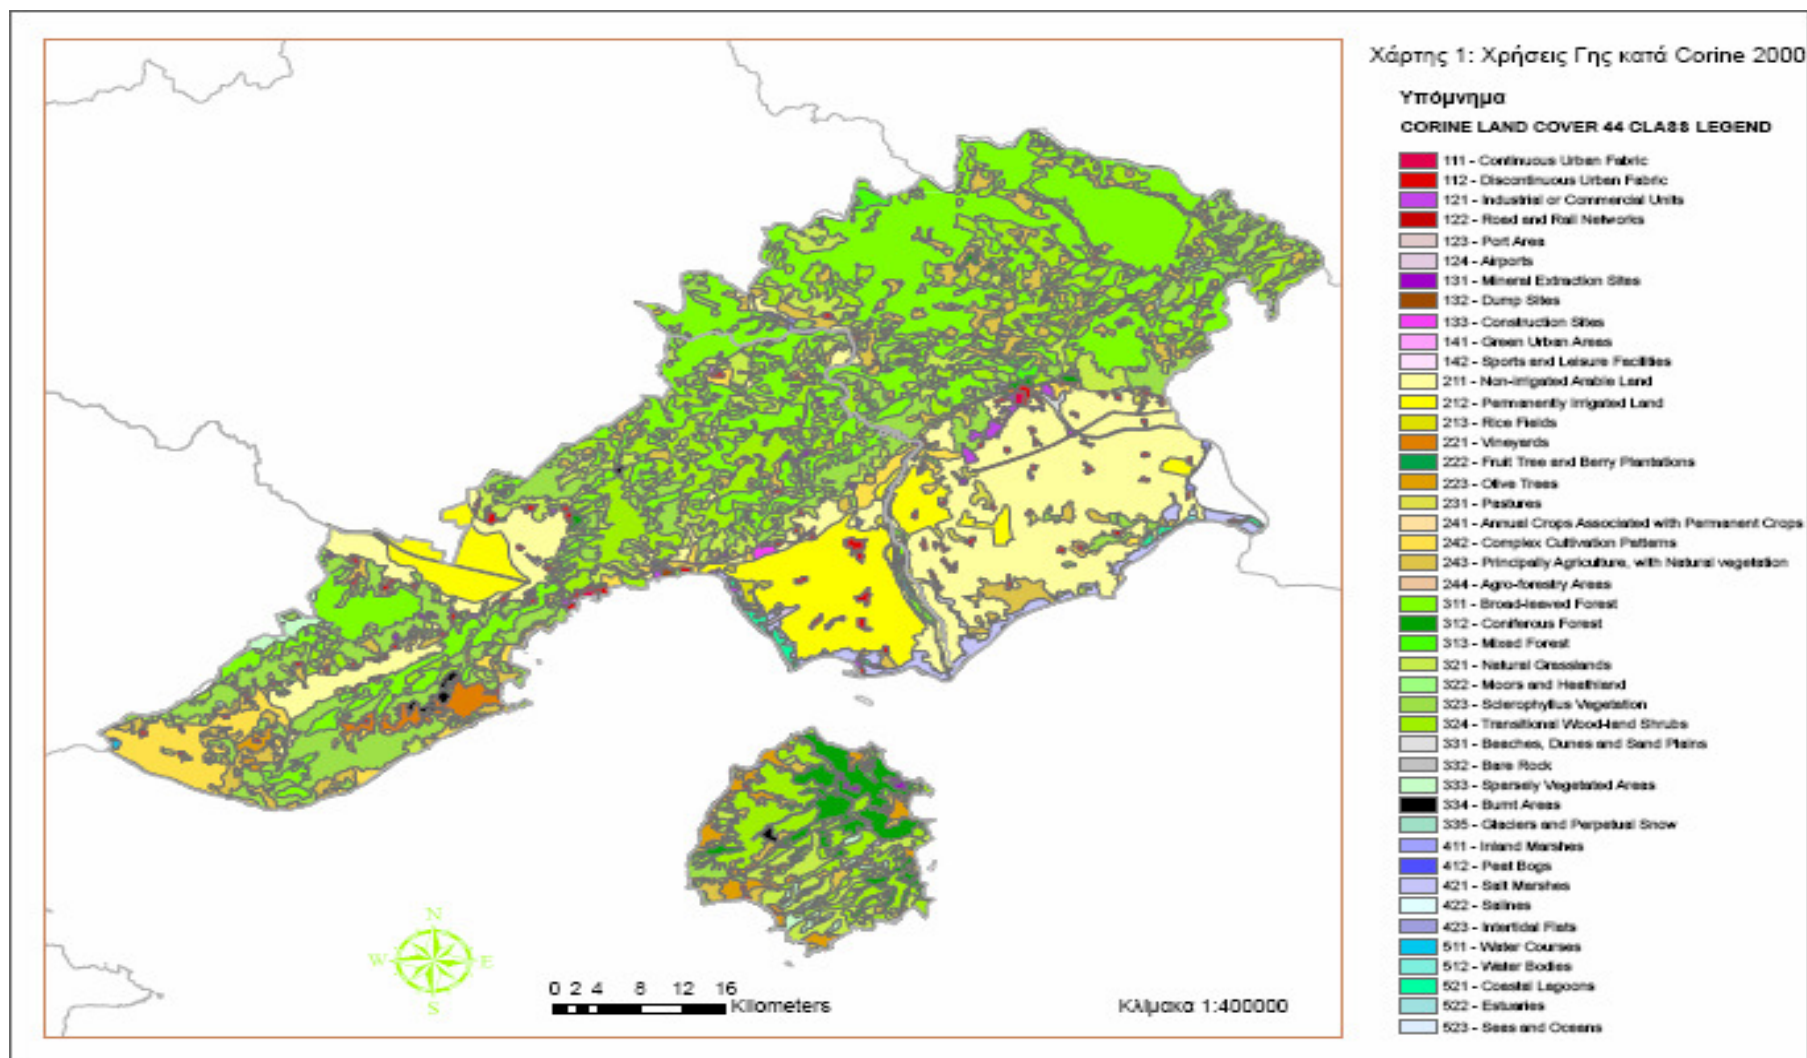 Χάρτης 1: Χρήσεις Γης κατά Corine 2000
Υπόμνημα
CORINE LAND COVER 44 CLASS LEGEND
111 - Continuous Urban Fabric
112 - Discontinuous Urban Fabric
121 - Industrial or Commercial Units
122 - Road and Rail Networks
123 - Port Area
124 - Airports
131 - Mineral Extraction Sites
132 - Dump Sites
133 - Construction Sites
141 - Green Urban Areas
142 - Sports and Leisure Facilities
211 - Non-Irrigated Arable Land
212 - Permanently Irrigated Land
213 - Rice Fields
221 - Vineyards
222 - Fruit Tree and Berry Plantations
223 - Olive Trees
231 - Pastures
241 - Annual Crops Associated with Permanent Crops
242 - Complex Cultivation Patterns
243 - Principally Agriculture, with Natural vegetation
244 - Agro-forestry Areas
311 - Broad-leaved Forest
312 - Coniferous Forest
313 - Mixed Forest
321 - Natural Grasslands
322 - Moors and Heathland
323 - Sclerophyllus Vegetation
324 - Transitional Wood-land Shrubs
331 - Beaches, Dunes and Sand Plains
332 - Bare Rock
333 - Sparsely Vegetated Areas
334 - Burnt Areas
335 - Glaciers and Perpetual Snow
411 - Inland Marshes
412 - Peat Bogs
421 - Salt Marshes
422 - Salines
423 - Intertidal Flats
511 - Water Courses
512 - Water Bodies
521 - Coastal Lagoons
522 - Estuaries
523 - Seas and Oceans
N
W E
S
0 2 4 8 12 16
Kilometers
Κλίμακα 1:400000